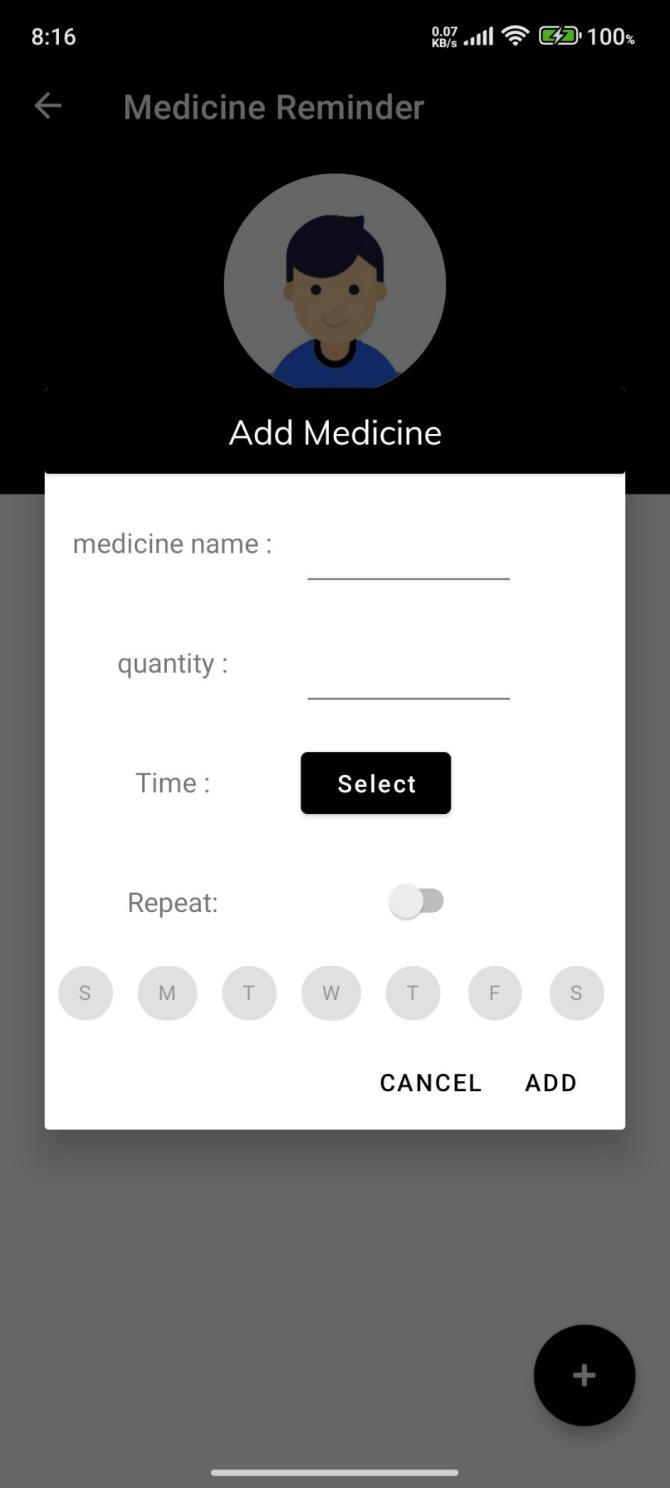 8:16 0.07 KB/s 100%
Medicine Reminder
Add Medicine
medicine name :
quantity :
Time : Select
Repeat:
S M T W T F S
CANCEL ADD
+